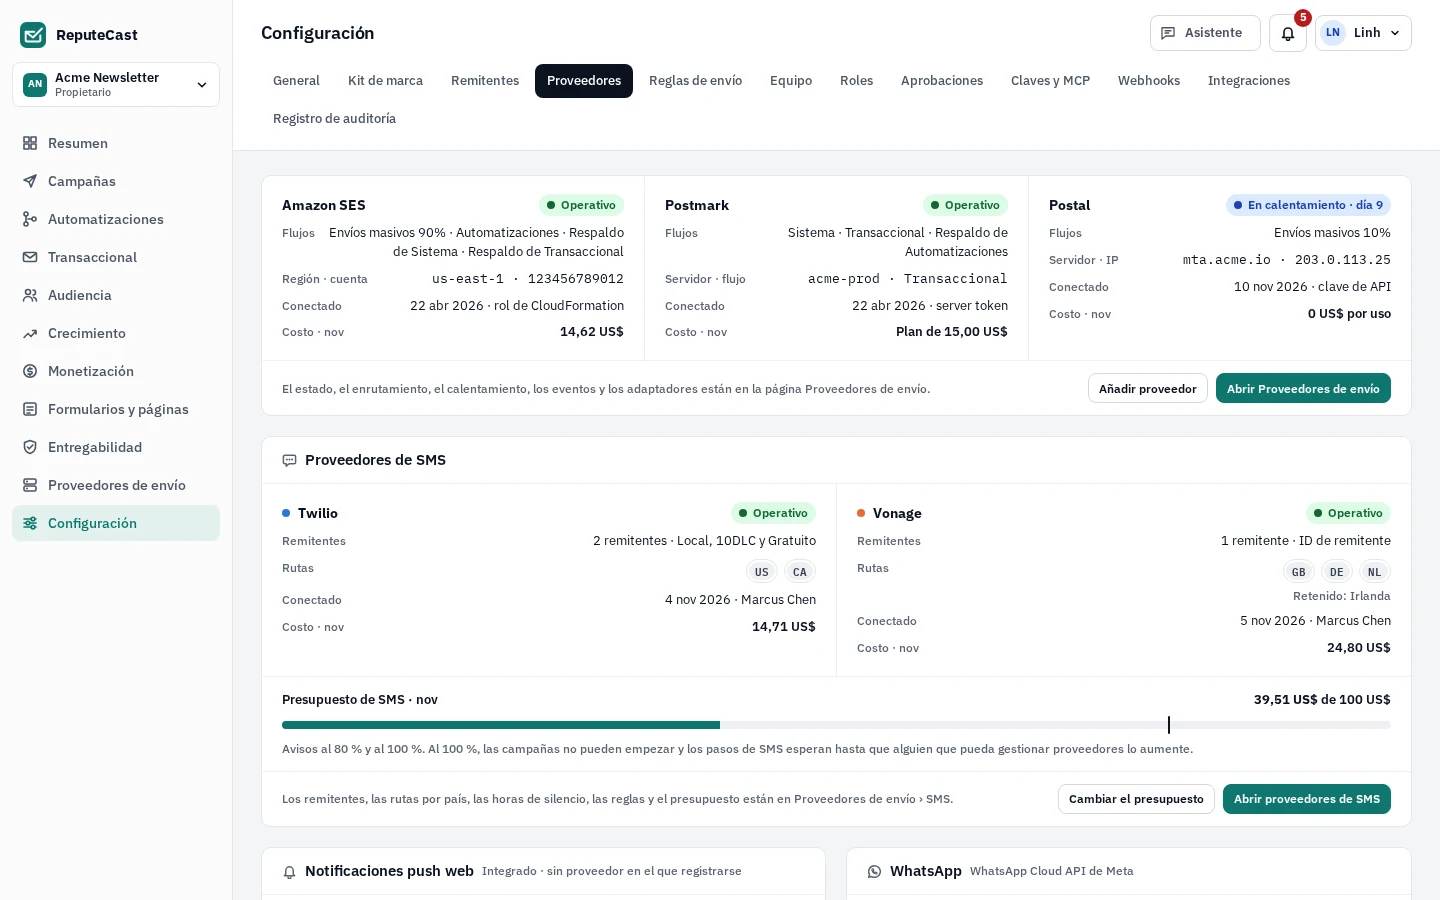 ReputeCast
AN
Acme Newsletter
Propietario
Resumen
Campañas
Automatizaciones
Transaccional
Audiencia
Crecimiento
Monetización
Formularios y páginas
Entregabilidad
Proveedores de envío
Configuración
Configuración
Asistente
5
LN
Linh
General
Kit de marca
Remitentes
Proveedores
Reglas de envío
Equipo
Roles
Aprobaciones
Claves y MCP
Webhooks
Integraciones
Registro de auditoría
Amazon SES
Operativo
Flujos
Envíos masivos 90% · Automatizaciones · Respaldo
de Sistema · Respaldo de Transaccional
Región · cuenta
us-east-1 · 123456789012
Conectado
22 abr 2026 · rol de CloudFormation
Costo · nov
14,62 US$
Postmark
Operativo
Flujos
Sistema · Transaccional · Respaldo de
Automatizaciones
Servidor · flujo
acme-prod · Transaccional
Conectado
22 abr 2026 · server token
Costo · nov
Plan de 15,00 US$
Postal
En calentamiento · día 9
Flujos
Envíos masivos 10%
Servidor · IP
mta.acme.io · 203.0.113.25
Conectado
10 nov 2026 · clave de API
Costo · nov
0 US$ por uso
El estado, el enrutamiento, el calentamiento, los eventos y los adaptadores están en la página Proveedores de envío.
Añadir proveedor
Abrir Proveedores de envío
Proveedores de SMS
Twilio
Operativo
Remitentes
2 remitentes · Local, 10DLC y Gratuito
Rutas
US CA
Conectado
4 nov 2026 · Marcus Chen
Costo · nov
14,71 US$
Vonage
Operativo
Remitentes
1 remitente · ID de remitente
Rutas
GB DE NL
Retenido: Irlanda
Conectado
5 nov 2026 · Marcus Chen
Costo · nov
24,80 US$
Presupuesto de SMS · nov
39,51 US$ de 100 US$
Avisos al 80 % y al 100 %. Al 100 %, las campañas no pueden empezar y los pasos de SMS esperan hasta que alguien que pueda gestionar proveedores lo aumente.
Los remitentes, las rutas por país, las horas de silencio, las reglas y el presupuesto están en Proveedores de envío › SMS.
Cambiar el presupuesto
Abrir proveedores de SMS
Notificaciones push web
Integrado · sin proveedor en el que registrarse
WhatsApp
WhatsApp Cloud API de Meta